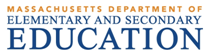 MASSACHUSETTS DEPARTMENT OF
ELEMENTARY AND SECONDARY
EDUCATION